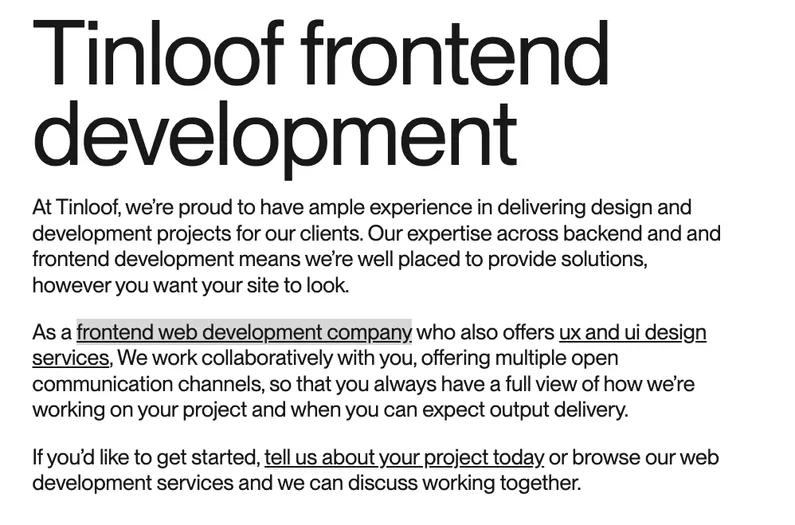 Tinloof frontend
development
At Tinloof, we’re proud to have ample experience in delivering design and
development projects for our clients. Our expertise across backend and and
frontend development means we’re well placed to provide solutions,
however you want your site to look.
As a frontend web development company who also offers ux and ui design
services, We work collaboratively with you, offering multiple open
communication channels, so that you always have a full view of how we’re
working on your project and when you can expect output delivery.
If you’d like to get started, tell us about your project today or browse our web
development services and we can discuss working together.